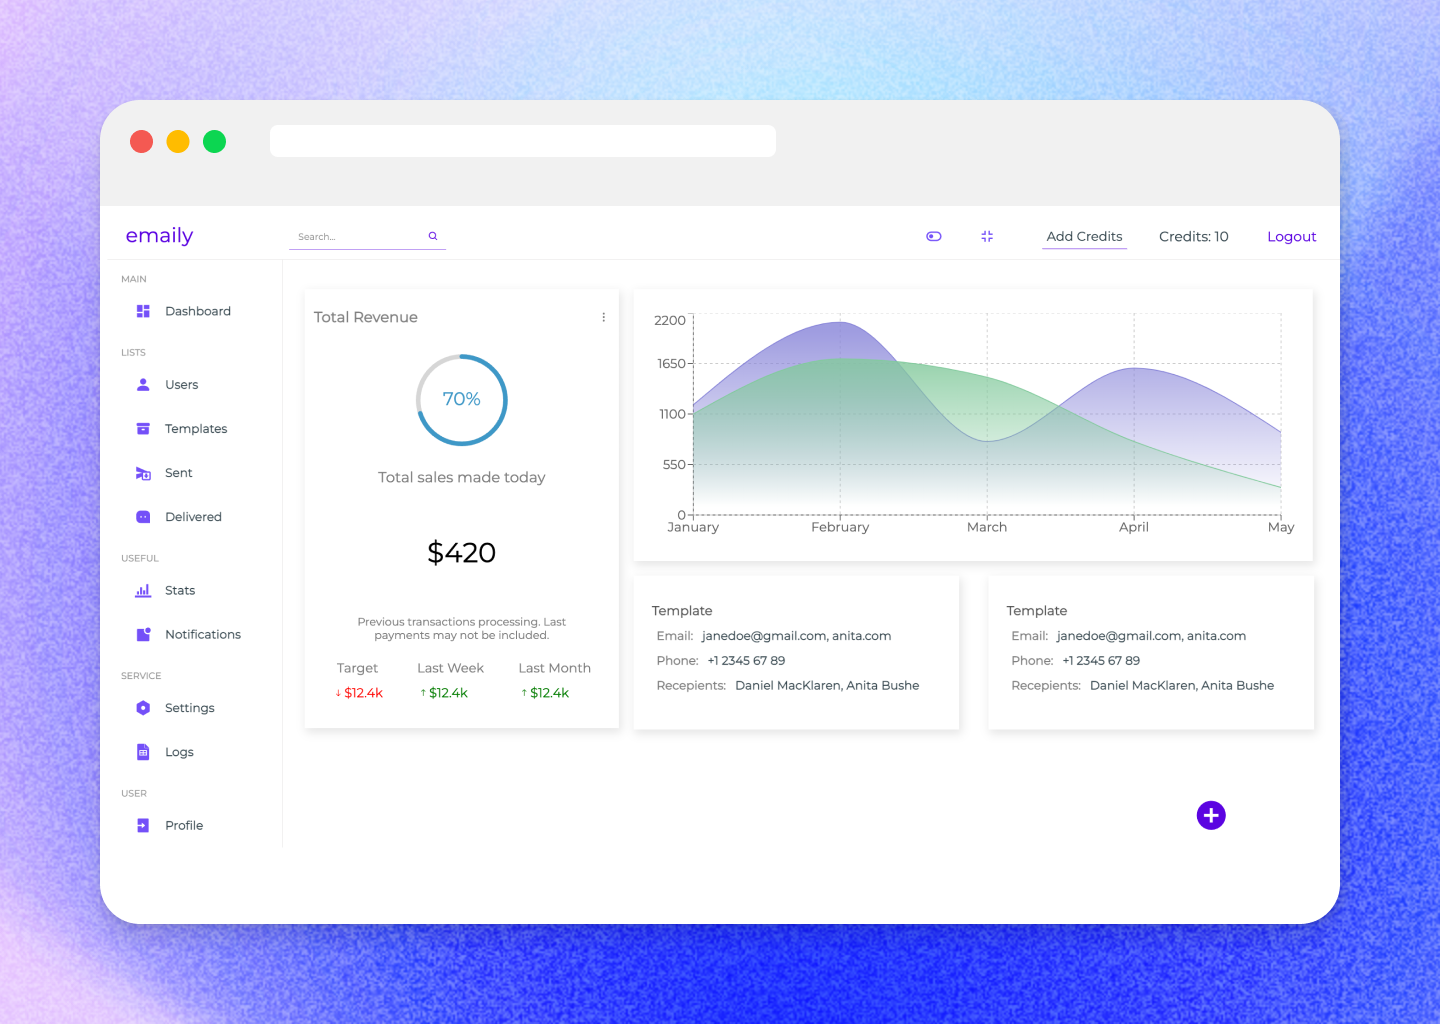 emaily
Search...
Add Credits
Credits: 10
Logout
MAIN
Dashboard
LISTS
Users
Templates
Sent
Delivered
USEFUL
Stats
Notifications
SERVICE
Settings
Logs
USER
Profile
Total Revenue
70%
Total sales made today
$420
Previous transactions processing. Last
payments may not be included.
Target Last Week Last Month
↓ $12.4k ↑ $12.4k ↑ $12.4k
2200
1650
1100
550
0
January February March April May
Template
Email: janedoe@gmail.com, anita.com
Phone: +1 2345 67 89
Recepients: Daniel MacKlaren, Anita Bushe
Template
Email: janedoe@gmail.com, anita.com
Phone: +1 2345 67 89
Recepients: Daniel MacKlaren, Anita Bushe